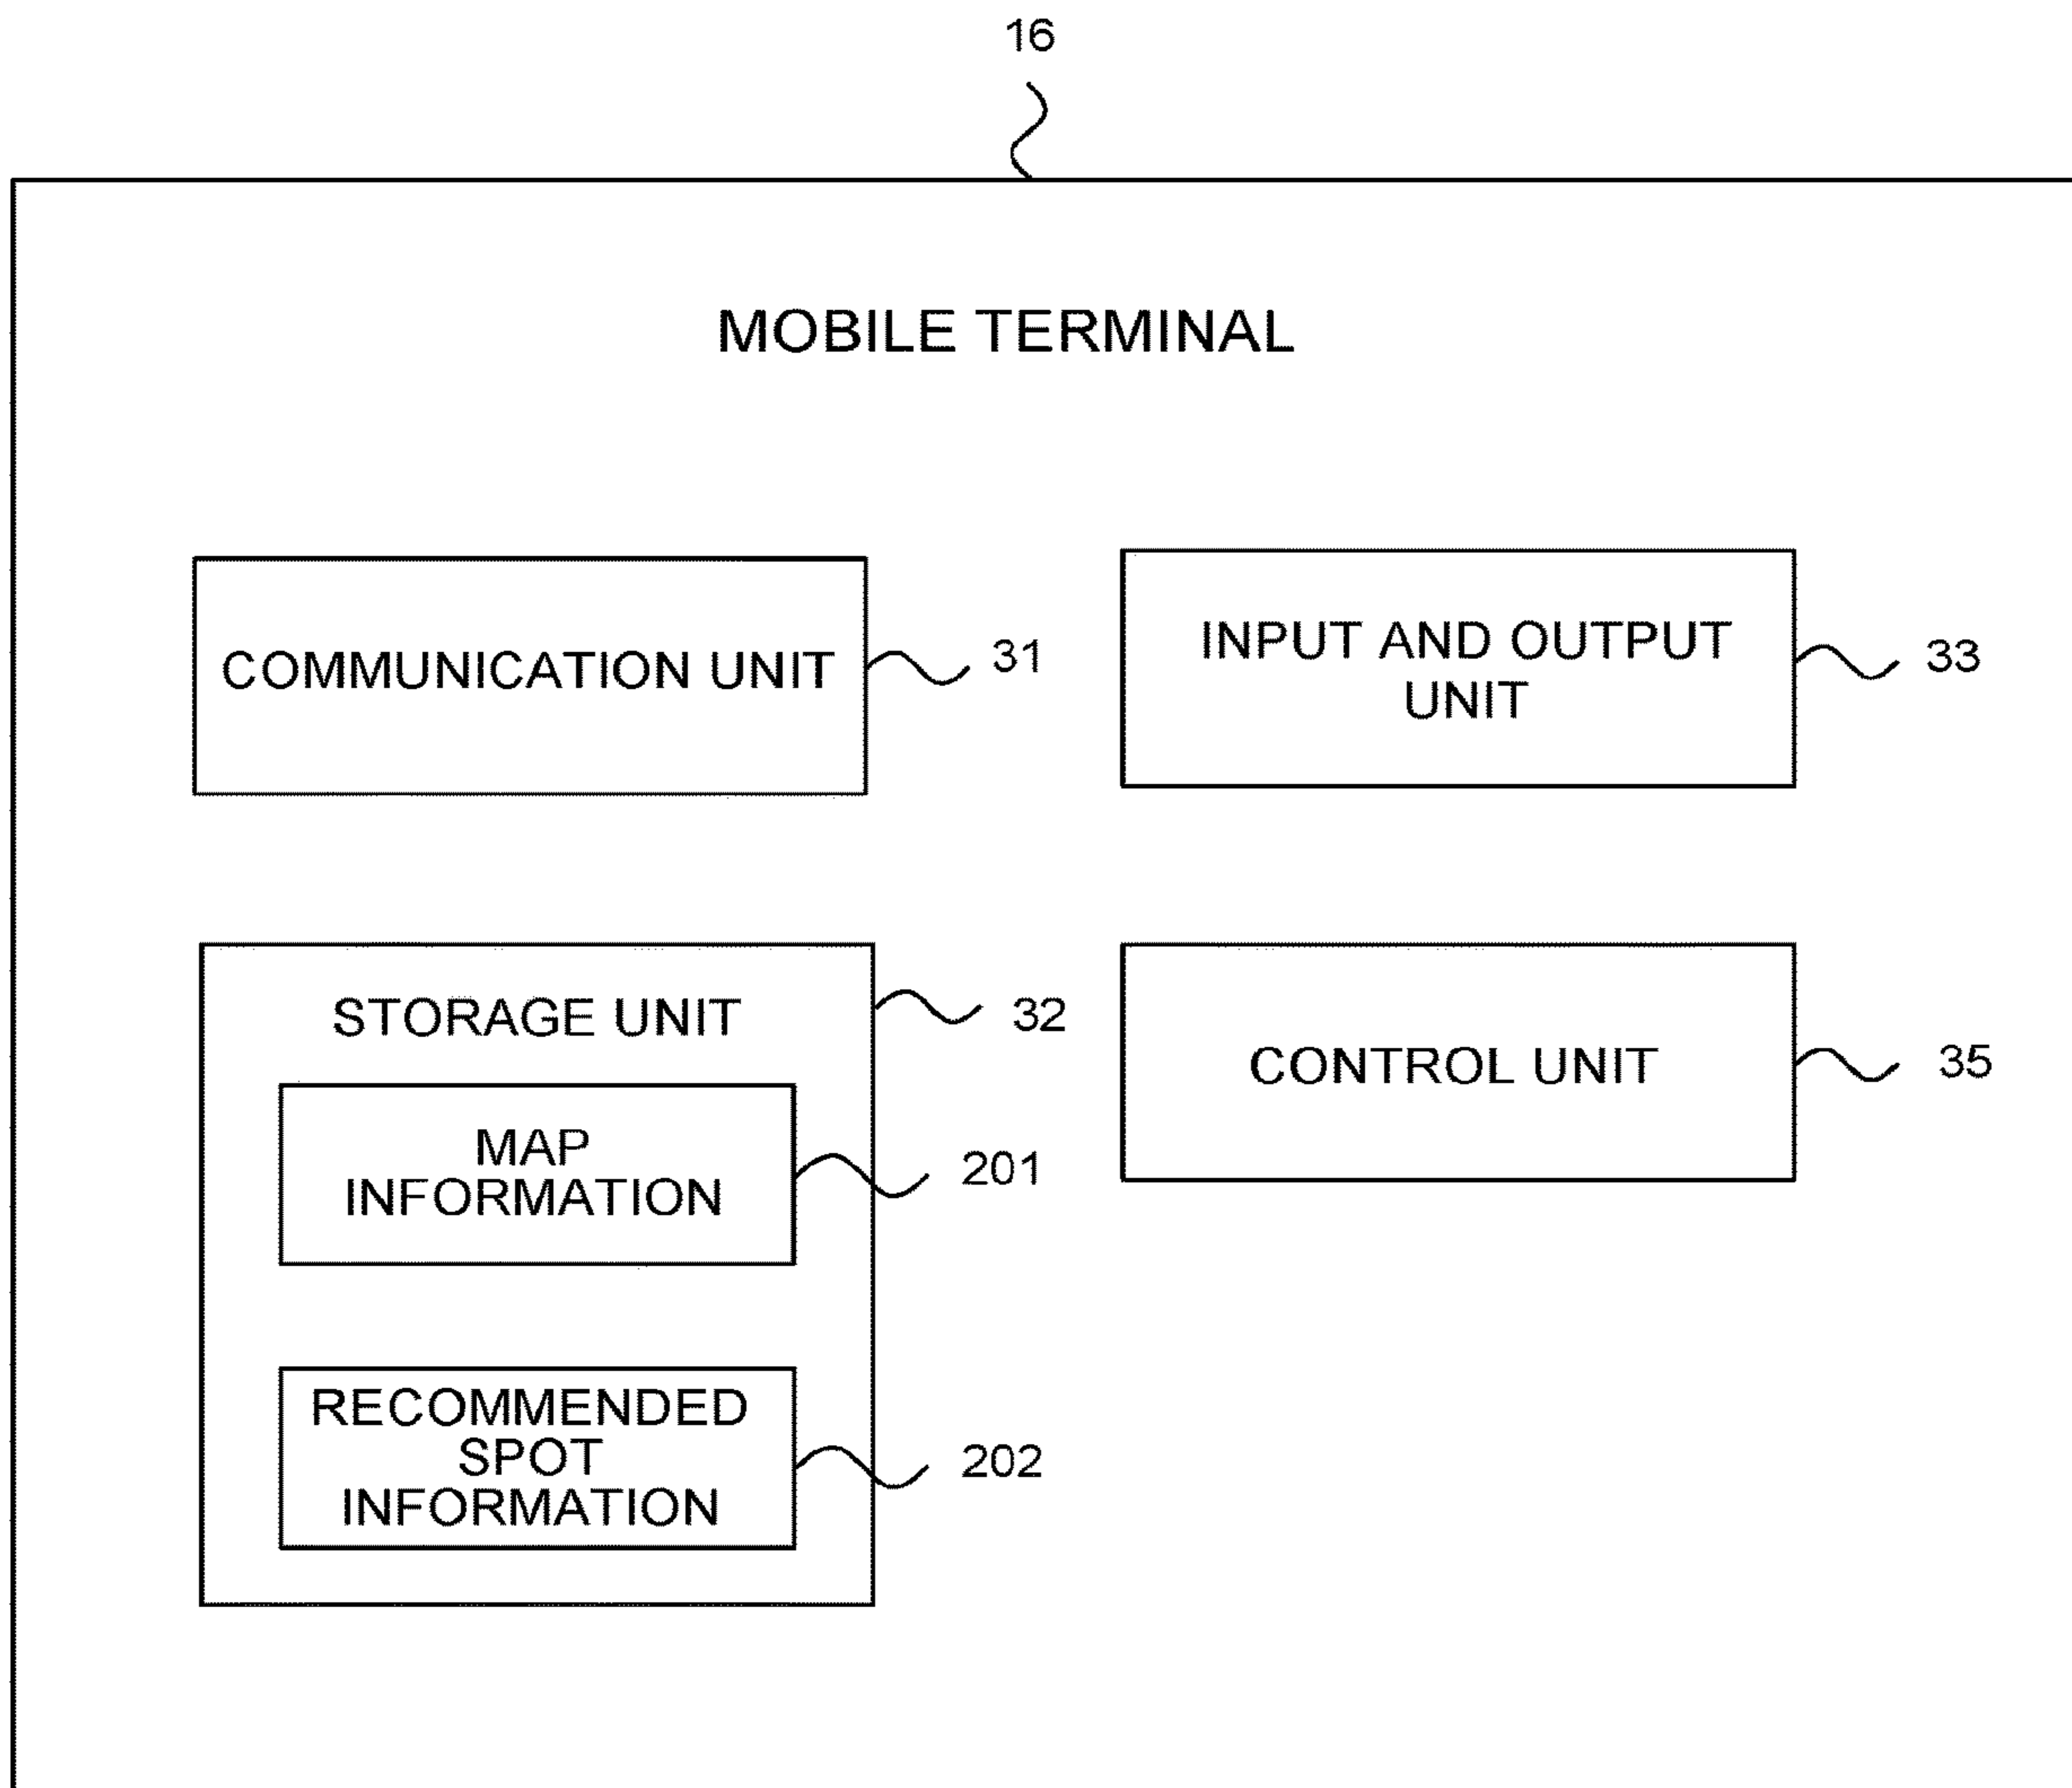 16
MOBILE TERMINAL
COMMUNICATION UNIT
31
INPUT AND OUTPUT
UNIT
33
STORAGE UNIT
32
MAP
INFORMATION
201
RECOMMENDED
SPOT
INFORMATION
202
CONTROL UNIT
35